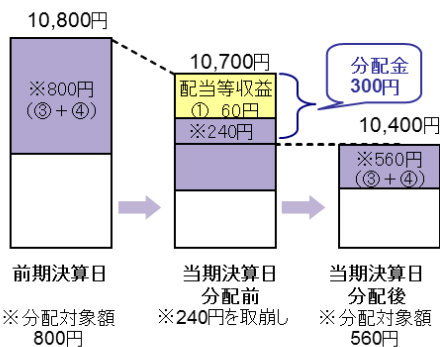 10,800円
※800円
(③+④)
前期決算日
※分配対象額
800円
10,700円
配当等収益
① 60円
※240円
当期決算日
分配前
※240円を取崩し
分配金
300円
10,400円
※560円
(③+④)
当期決算日
分配後
※分配対象額
560円